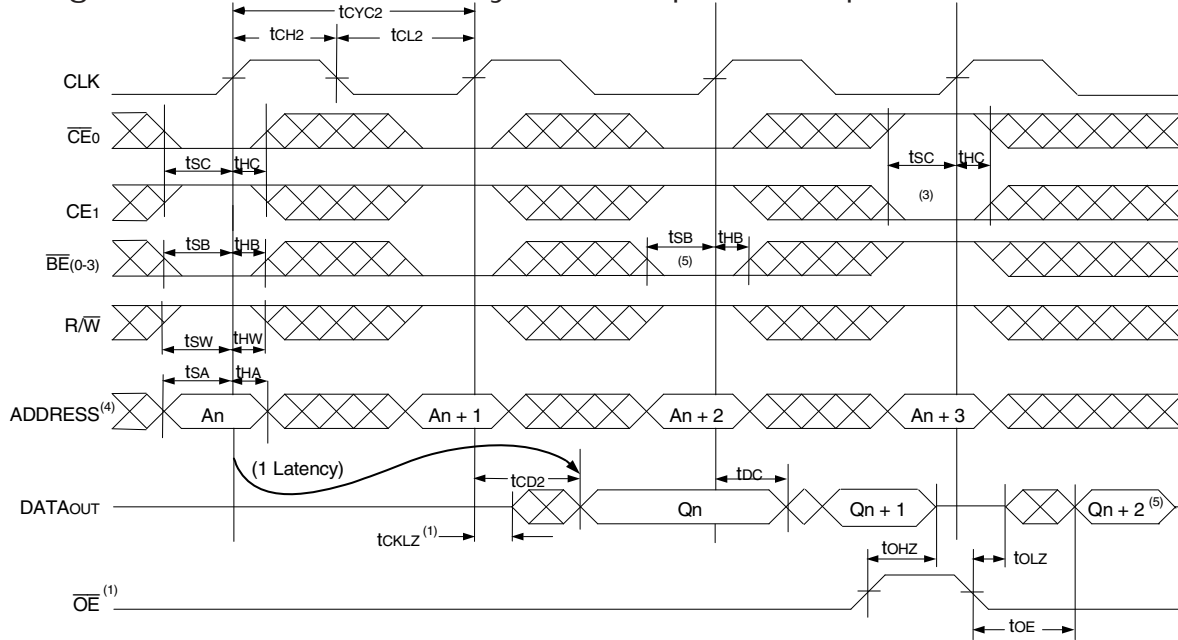 tCYC2
tCH2 tCL2
CLK
CE0
tSC tHC tSC tHC
(3)
CE1
tSB tHB tSB tHB
BE(0-3) (5)
R/W
tSW tHW
tSA tHA
ADDRESS(4) An An + 1 An + 2 An + 3
(1 Latency)
tCD2 tDC
DATAOUT Qn Qn + 1 Qn + 2 (5)
tCKLZ (1)
tOHZ tOLZ
OE (1)
tOE